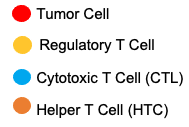 Tumor Cell
Regulatory T Cell
Cytotoxic T Cell (CTL)
Helper T Cell (HTC)